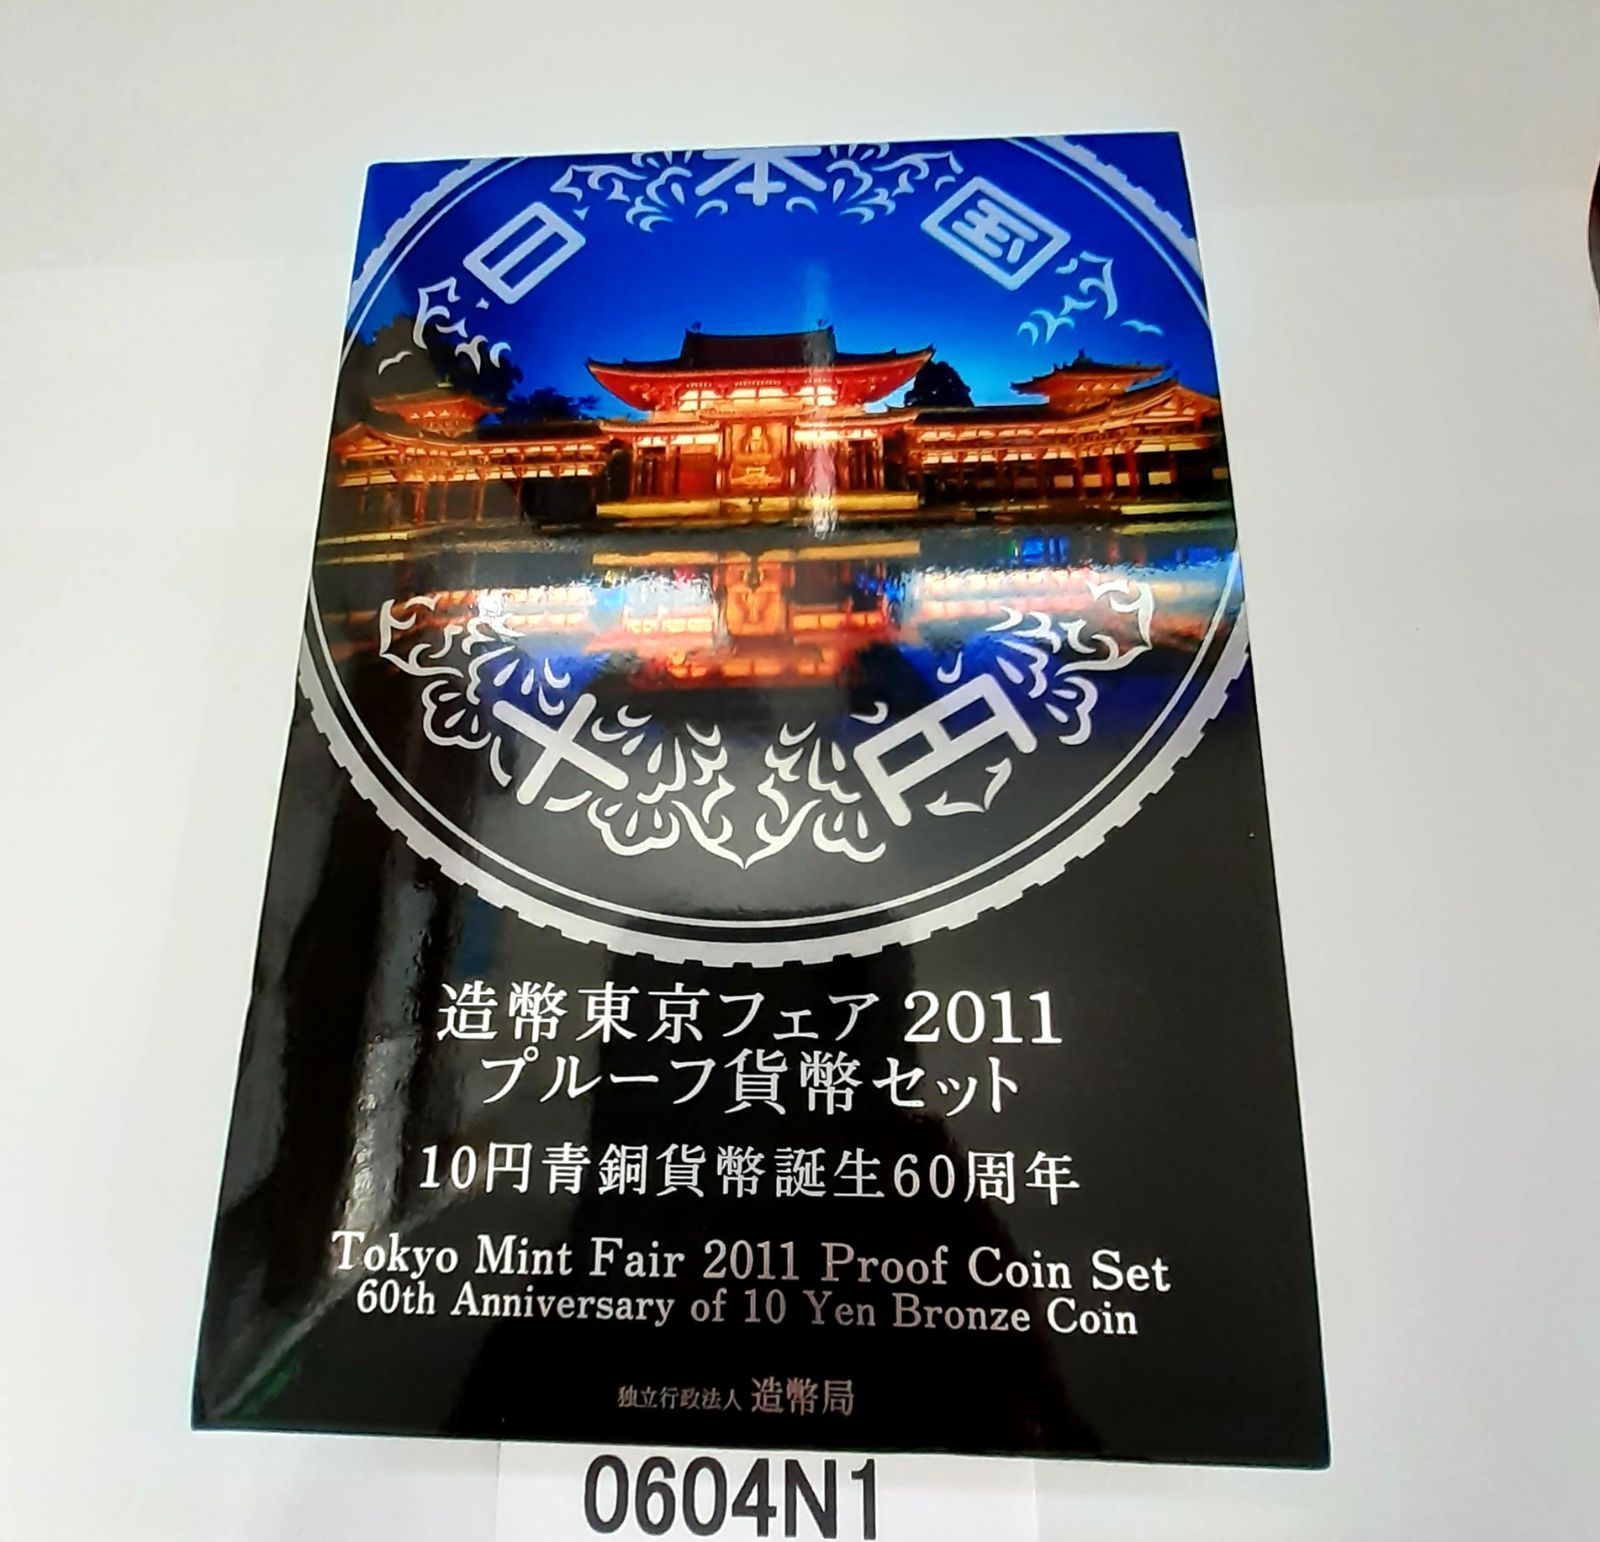 日本国
十円
造幣東京フェア 2011
プルーフ貨幣セット
10円青銅貨幣誕生60周年
Tokyo Mint Fair 2011 Proof Coin Set
60th Anniversary of 10 Yen Bronze Coin
独立行政法人 造幣局
0604N1